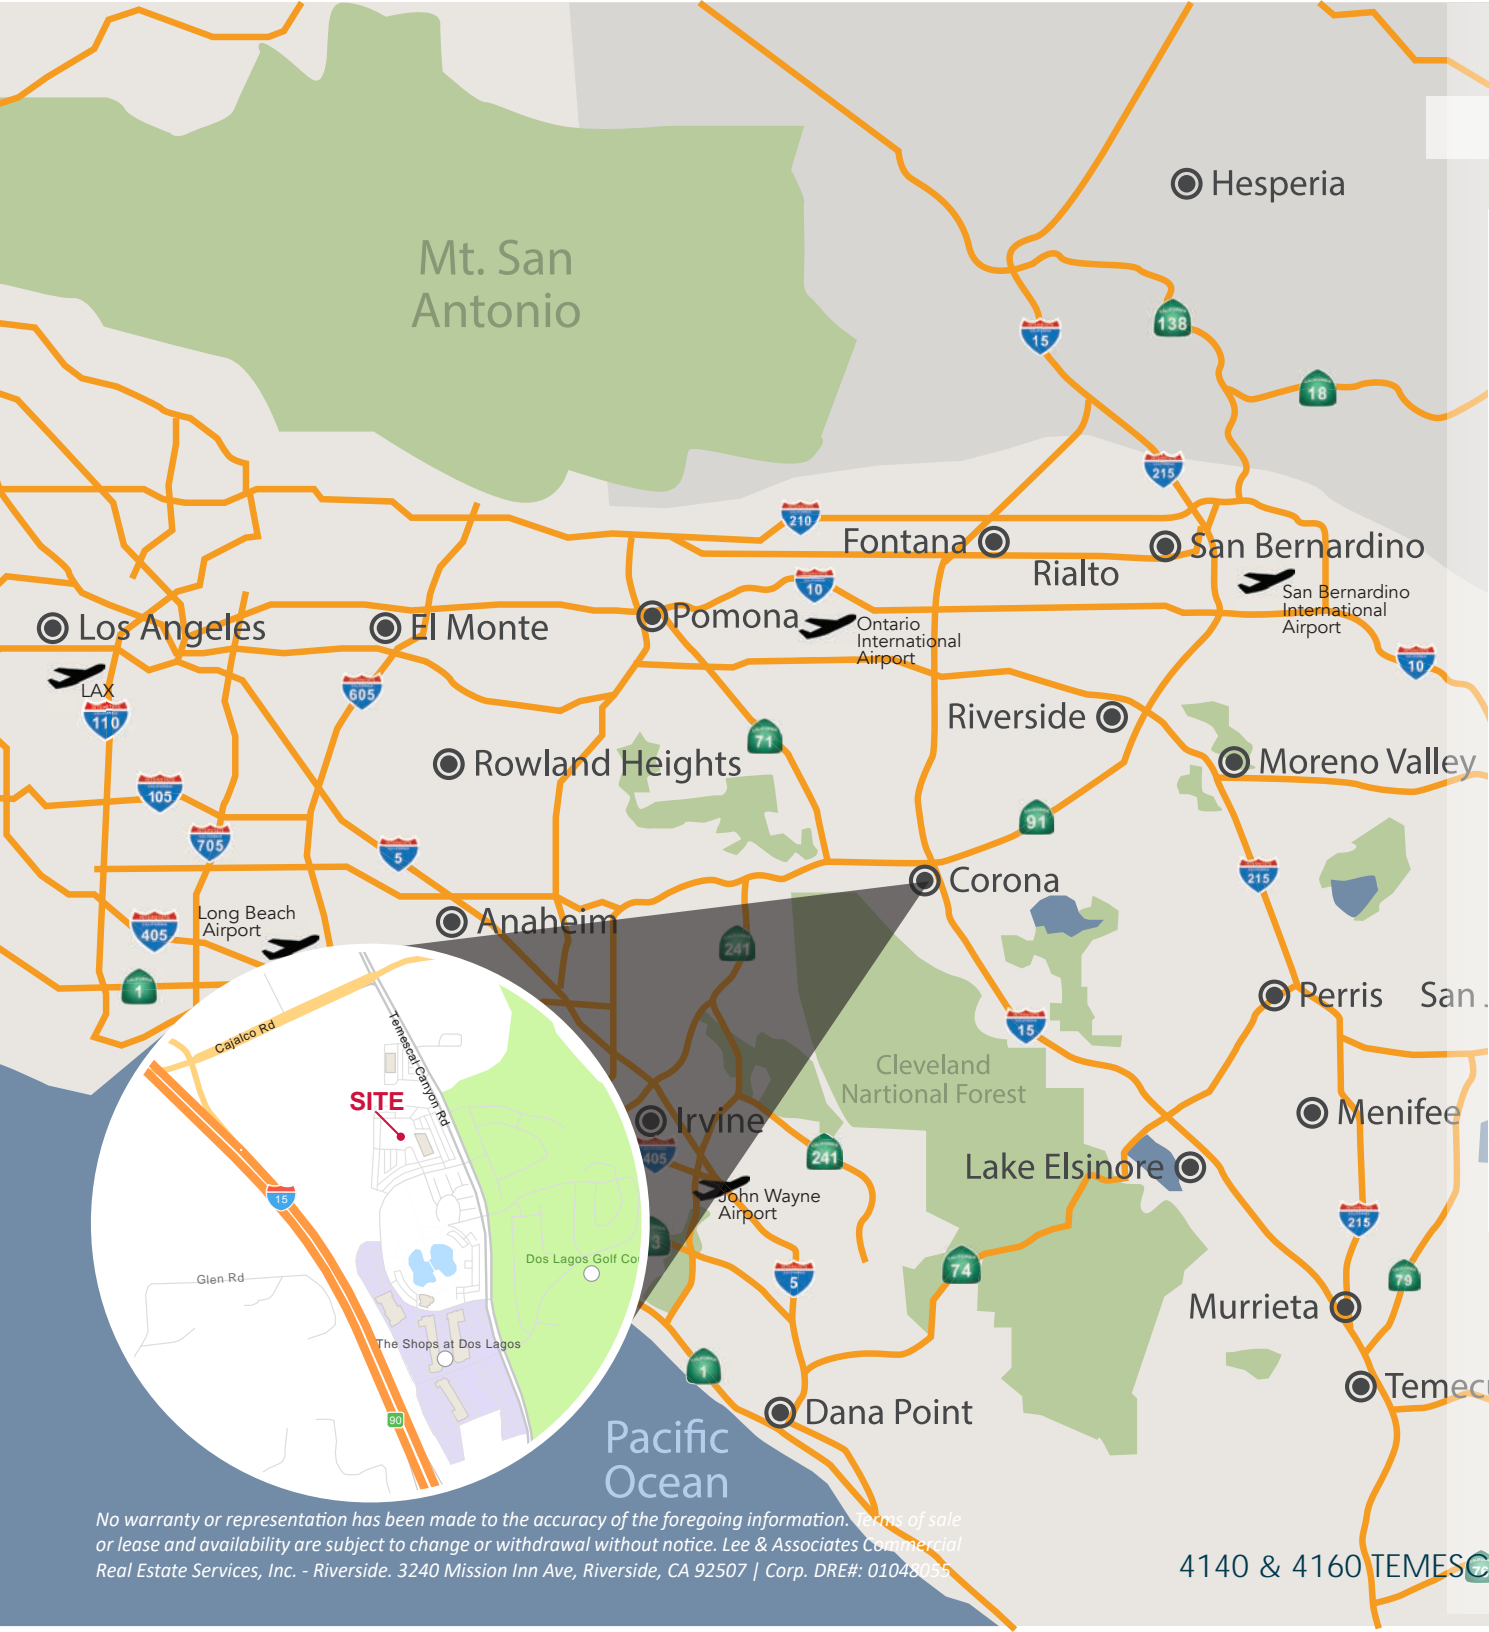 Hesperia
Mt. San
Antonio
138
15
18
215
210
Fontana
San Bernardino
Rialto
10
San Bernardino
International
Airport
Los Angeles
El Monte
Pomona
Ontario
International
Airport
10
LAX
605
110
Riverside
71
Rowland Heights
Moreno Valley
105
91
705
5
215
Corona
Long Beach
Airport
Anaheim
405
241
1
Perris
San
15
Cajalco Rd
Temescal Canyon Rd
Cleveland
Nartional Forest
SITE
Irvine
Menifee
405
241
Lake Elsinore
John Wayne
Airport
15
215
3
Dos Lagos Golf Co
74
Glen Rd
5
79
Murrieta
The Shops at Dos Lagos
1
Temec
90
Dana Point
Pacific
Ocean
No warranty or representation has been made to the accuracy of the foregoing information. Terms of sale
or lease and availability are subject to change or withdrawal without notice. Lee & Associates Commercial
Real Estate Services, Inc. - Riverside. 3240 Mission Inn Ave, Riverside, CA 92507 | Corp. DRE#: 01048055
4140 & 4160 TEMESC